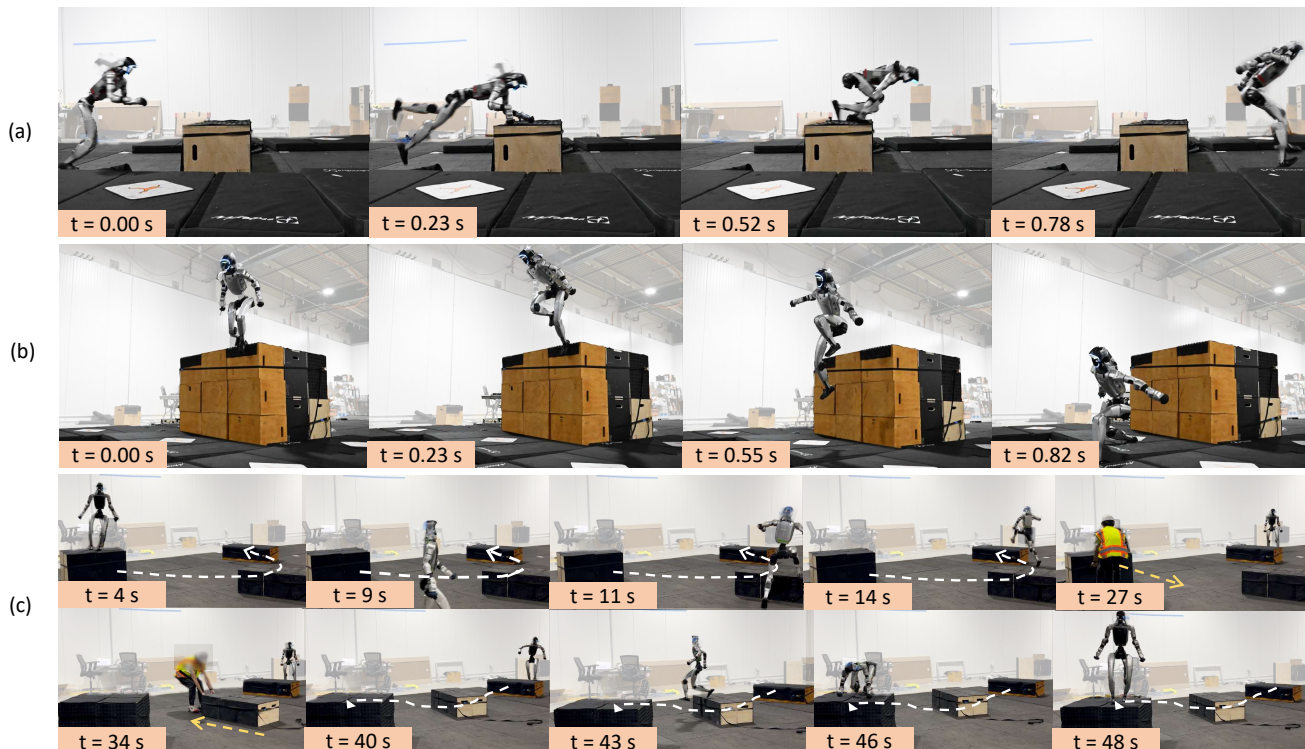 (a)
t = 0.00 s
t = 0.23 s
t = 0.52 s
t = 0.78 s
(b)
t = 0.00 s
t = 0.23 s
t = 0.55 s
t = 0.82 s
(c)
t = 4 s
t = 9 s
t = 11 s
t = 14 s
t = 27 s
t = 34 s
t = 40 s
t = 43 s
t = 46 s
t = 48 s